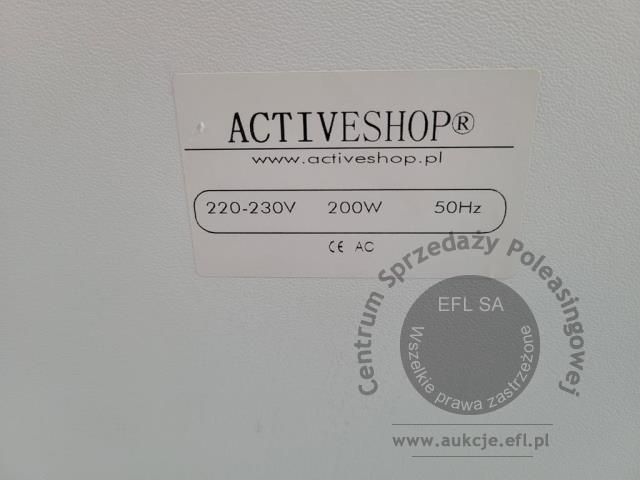 ACTIVESHOP®
www.activeshop.pl
220-230V 200W 50Hz
CE AC
Centrum Sprzedaży Poleasingowej
EFL SA
Wszelkie prawa zastrzeżone
www.aukcje.efl.pl